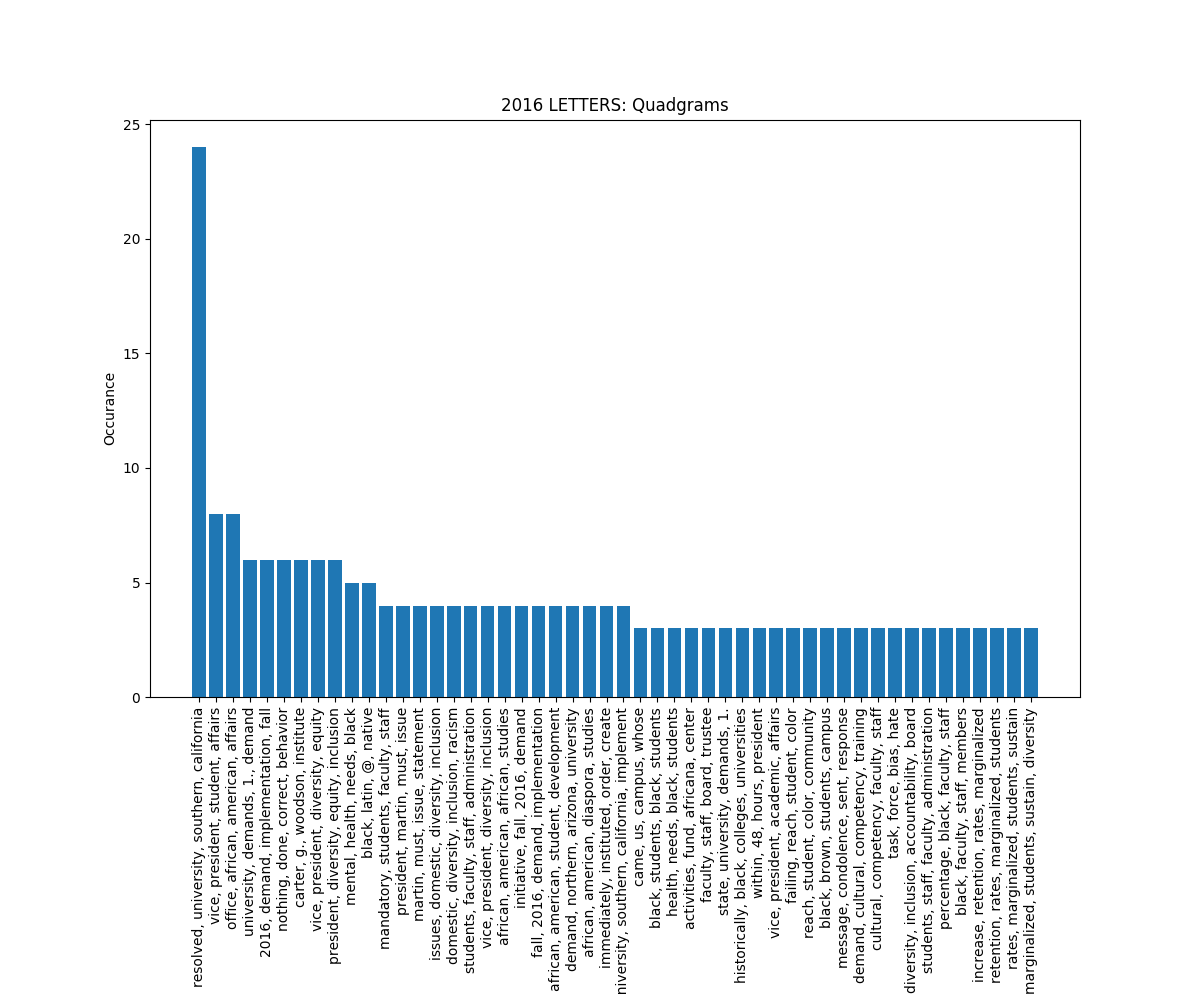 2016 LETTERS: Quadgrams
Occurance
25
20
15
10
5
0
resolved, university, southern, california
vice, president, student, affairs
office, african, american, affairs
university, demands, 1., demand
2016, demand, implementation, fall
nothing, done, correct, behavior
carter, g., woodson, institute
vice, president, diversity, equity
president, diversity, equity, inclusion
mental, health, needs, black
black, latin, @, native
mandatory, students, faculty, staff
president, martin, must, issue
martin, must, issue, statement
issues, domestic, diversity, inclusion
domestic, diversity, inclusion, racism
students, faculty, staff, administration
vice, president, diversity, inclusion
african, american, african, studies
initiative, fall, 2016, demand
fall, 2016, demand, implementation
african, american, student, development
demand, northern, arizona, university
african, american, diaspora, studies
immediately, instituted, order, create
niversity, southern, california, implement
came, us, campus, whose
black, students, black, students
health, needs, black, students
activities, fund, africana, center
faculty, staff, board, trustee
state, university, demands, 1.
historically, black, colleges, universities
within, 48, hours, president
vice, president, academic, affairs
failing, reach, student, color
reach, student, color, community
black, brown, students, campus
message, condolence, sent, response
demand, cultural, competency, training
cultural, competency, faculty, staff
task, force, bias, hate
diversity, inclusion, accountability, board
students, staff, faculty, administration
percentage, black, faculty, staff
black, faculty, staff, members
increase, retention, rates, marginalized
retention, rates, marginalized, students
rates, marginalized, students, sustain
marginalized, students, sustain, diversity